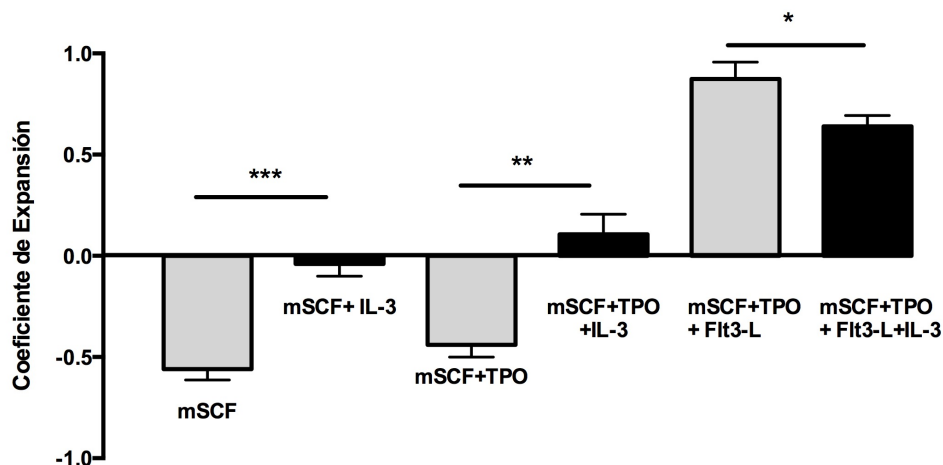 *
1.0
**
0.5
***
0.0
mSCF+ IL-3
mSCF+TPO
+IL-3
mSCF+TPO
+ Flt3-L
mSCF+TPO
+ Flt3-L+IL-3
-0.5
mSCF+TPO
mSCF
-1.0
Coeficiente de Expansión